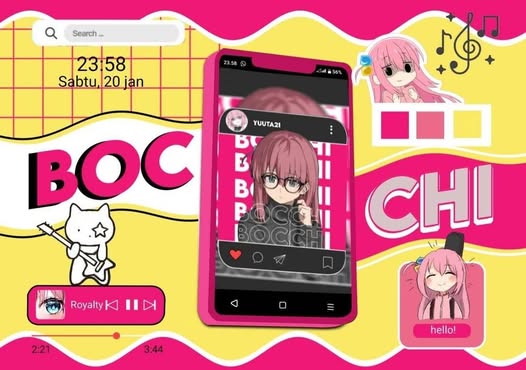 Search ...
23:58
Sabtu, 20 jan
BOC
CHI
23.58
56%
YUUTA21
BOCCHI
BOCCHI
Royalty
2:21
3:44
hello!